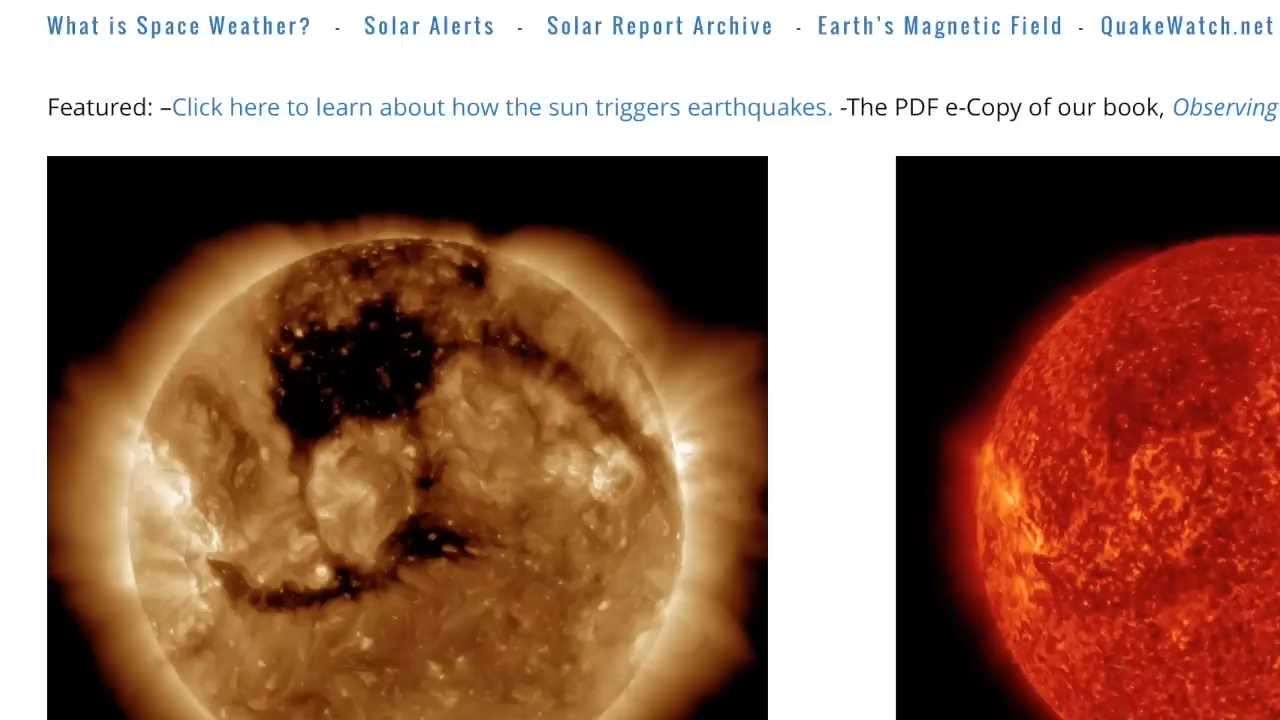 What is Space Weather? - Solar Alerts - Solar Report Archive - Earth's Magnetic Field - QuakeWatch.net
Featured: –Click here to learn about how the sun triggers earthquakes. -The PDF e-Copy of our book, Observing